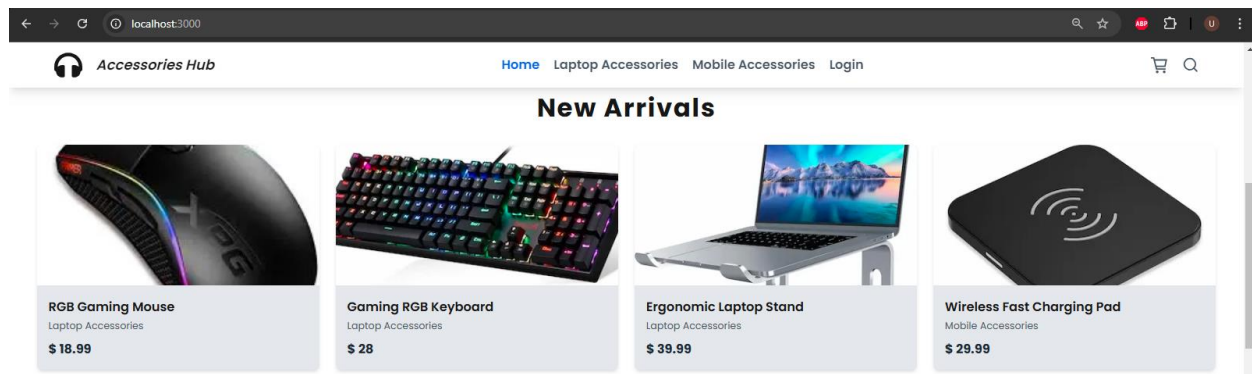 localhost:3000
ABP
U
Accessories Hub
Home Laptop Accessories Mobile Accessories Login
New Arrivals
XPG
RGB Gaming Mouse
Laptop Accessories
$ 18.99
Gaming RGB Keyboard
Laptop Accessories
$ 28
Ergonomic Laptop Stand
Laptop Accessories
$ 39.99
Wireless Fast Charging Pad
Mobile Accessories
$ 29.99